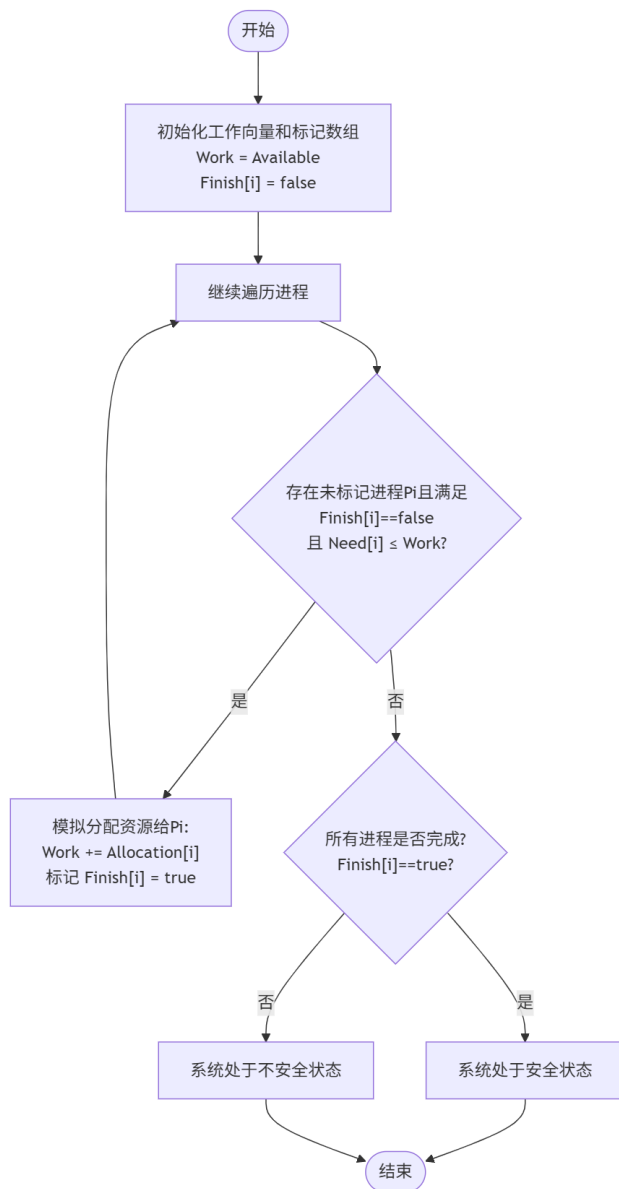 开始
初始化工作向量和标记数组
Work = Available
Finish[i] = false
继续遍历进程
存在未标记进程Pi且满足
Finish[i]==false
且 Need[i] ≤ Work?
是
否
模拟分配资源给Pi:
Work += Allocation[i]
标记 Finish[i] = true
所有进程是否完成?
Finish[i]==true?
否
是
系统处于不安全状态
系统处于安全状态
结束